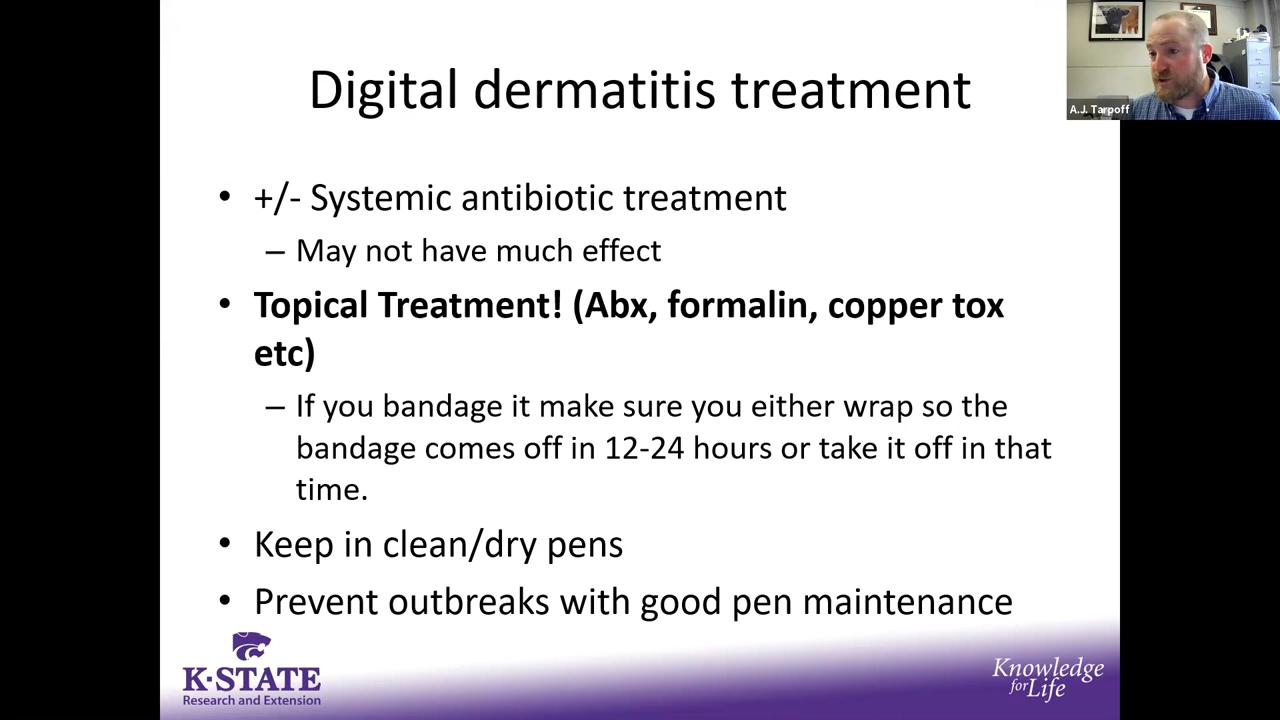 Digital dermatitis treatment
A.J. Tarpoff
• +/- Systemic antibiotic treatment
– May not have much effect
• Topical Treatment! (Abx, formalin, copper tox
etc)
– If you bandage it make sure you either wrap so the
bandage comes off in 12-24 hours or take it off in that
time.
• Keep in clean/dry pens
• Prevent outbreaks with good pen maintenance
K-STATE
Research and Extension
Knowledge
for Life